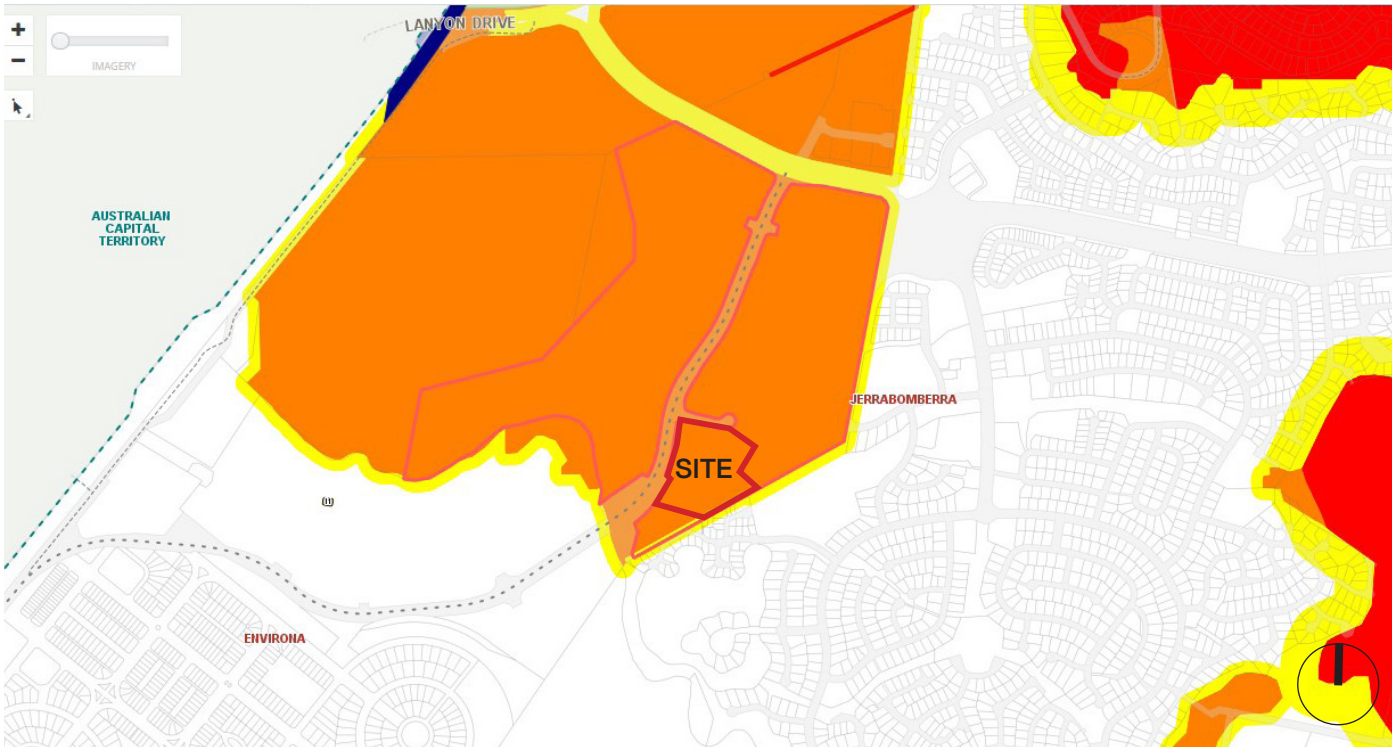 LANYON DRIVE
+
−
IMAGERY
AUSTRALIAN
CAPITAL
TERRITORY
JERRABOMBERRA
SITE
ENVIRONA